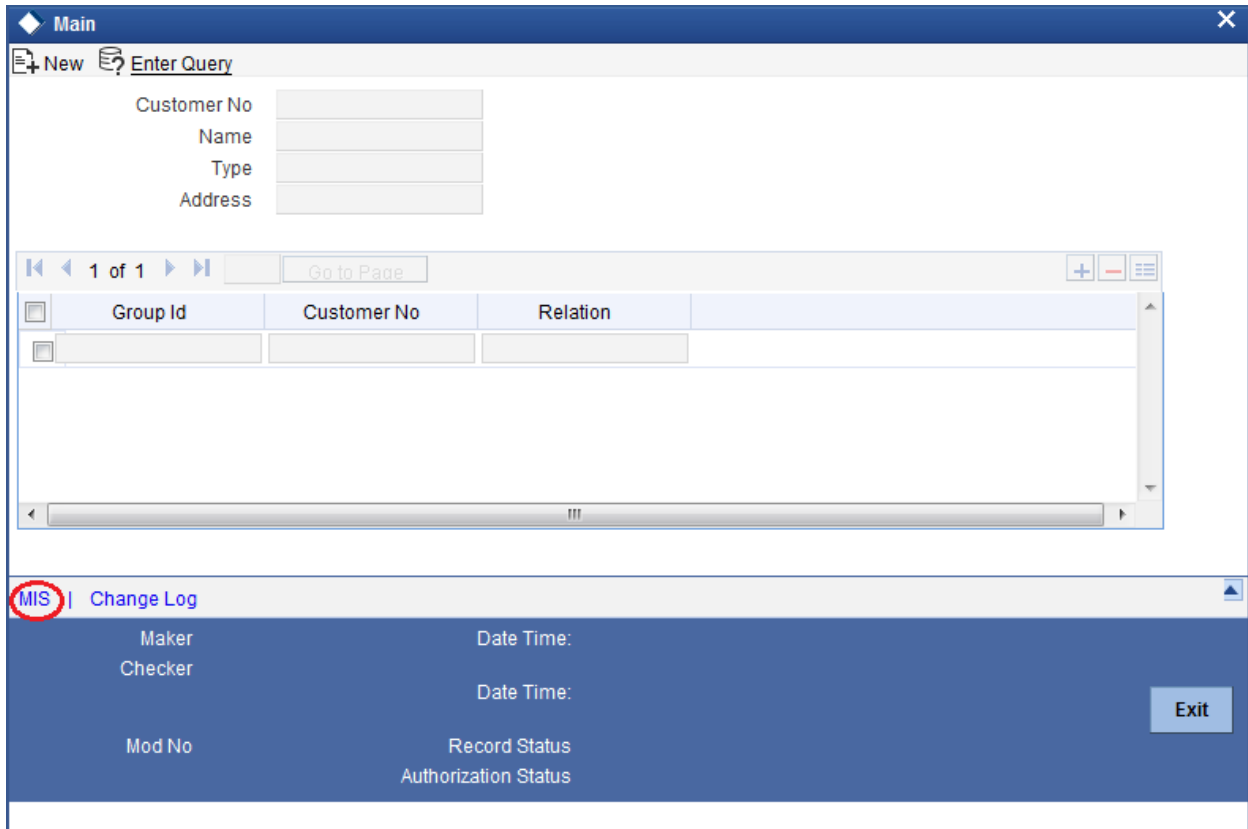 Main
New Enter Query
Customer No
Name
Type
Address
1 of 1 Go to Page
Group Id Customer No Relation
MIS | Change Log
Maker Date Time:
Checker
Date Time:
Exit
Mod No Record Status
Authorization Status